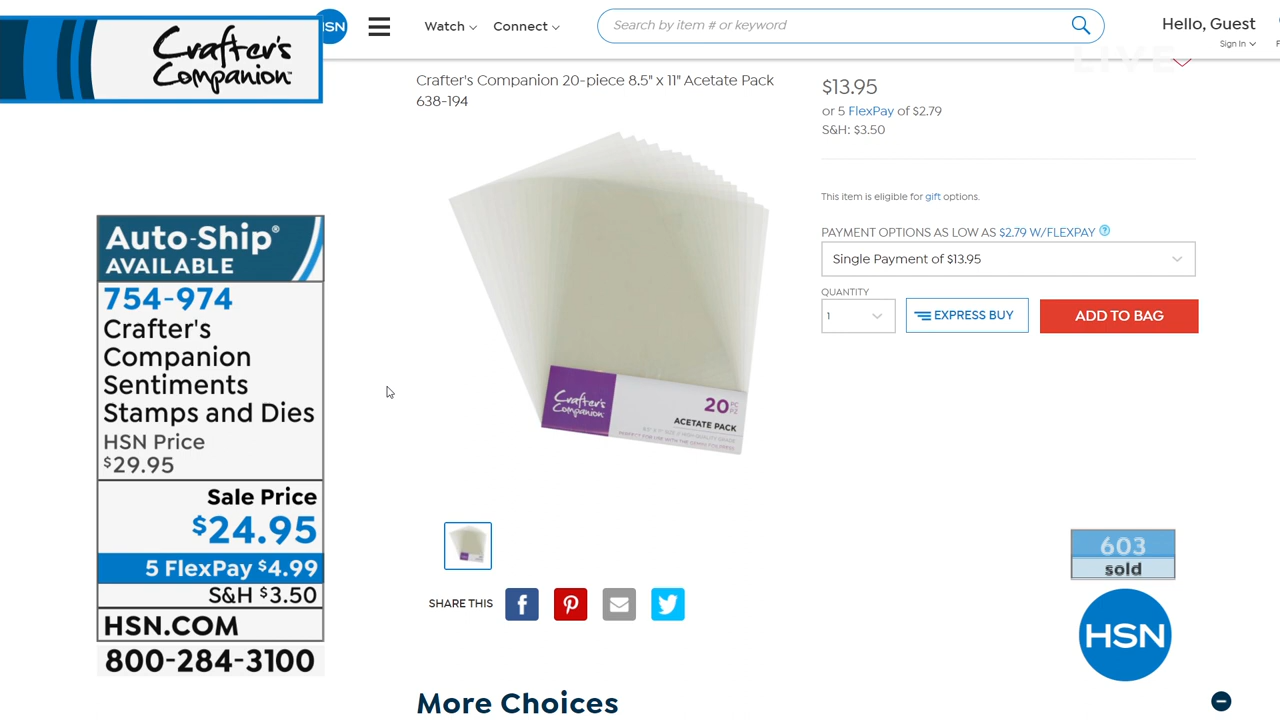 Crafter's
Companion
HSN
Watch
Connect
Search by item # or keyword
Hello, Guest
Sign In
LIVE
Crafter's Companion 20-piece 8.5" x 11" Acetate Pack
638-194
$13.95
or 5 FlexPay of $2.79
S&H: $3.50
This item is eligible for gift options.
PAYMENT OPTIONS AS LOW AS $2.79 W/FLEXPAY
Single Payment of $13.95
QUANTITY
1
EXPRESS BUY
ADD TO BAG
Auto-Ship®
AVAILABLE
754-974
Crafter's
Companion
Sentiments
Stamps and Dies
HSN Price
$29.95
Sale Price
$24.95
5 FlexPay $4.99
S&H $3.50
HSN.COM
800-284-3100
Crafter's
Companion
20 PC
PZ
ACETATE PACK
SHARE THIS
603
sold
HSN
More Choices